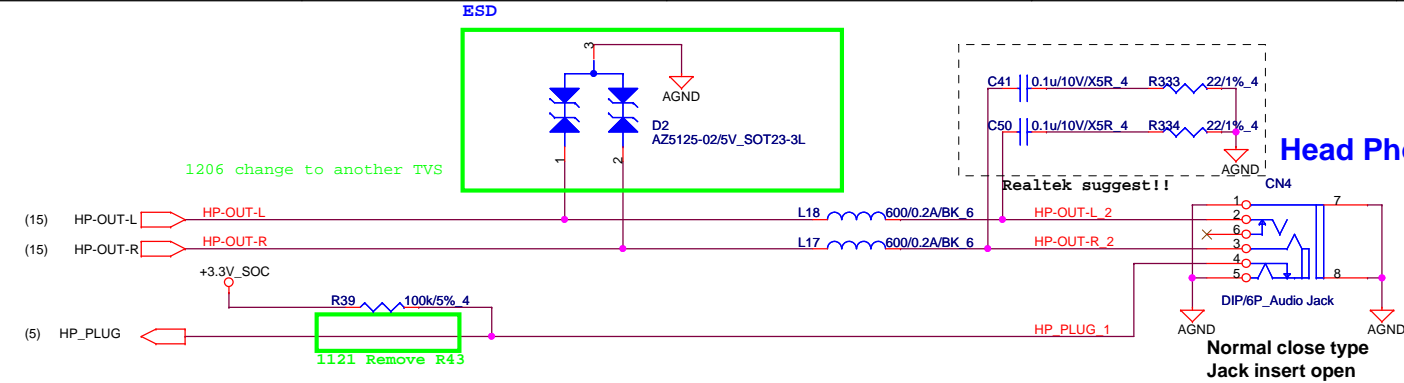 ESD
3
AGND
D2
AZ5125-02/5V_SOT23-3L
1
2
1206 change to another TVS
C41
0.1u/10V/X5R_4
R333
22/1%_4
C50
0.1u/10V/X5R_4
R334
22/1%_4
AGND
Realtek suggest!!
Head Pho
CN4
(15)
HP-OUT-L
HP-OUT-L
L18
600/0.2A/BK_6
HP-OUT-L_2
(15)
HP-OUT-R
HP-OUT-R
L17
600/0.2A/BK_6
HP-OUT-R_2
1
2
6
3
4
5
7
8
DIP/6P_Audio Jack
+3.3V_SOC
R39
100k/5%_4
(5)
HP_PLUG
HP_PLUG_1
1121 Remove R43
AGND
AGND
Normal close type
Jack insert open